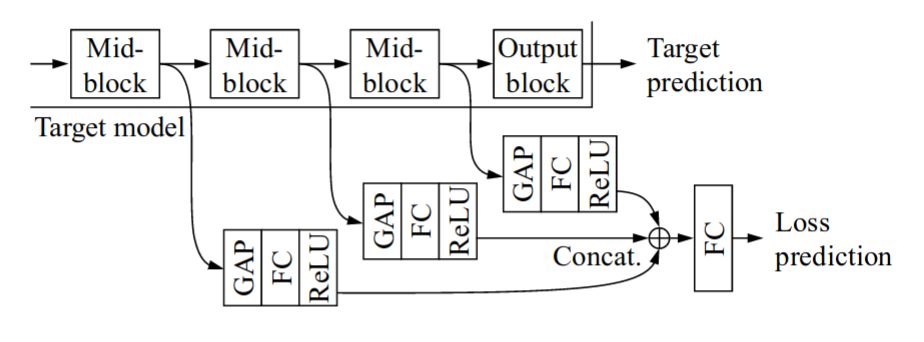 Mid-
block
Mid-
block
Mid-
block
Output
block
Target
prediction
Target model
GAP
FC
ReLU
GAP
FC
ReLU
GAP
FC
ReLU
Concat.
FC
Loss
prediction